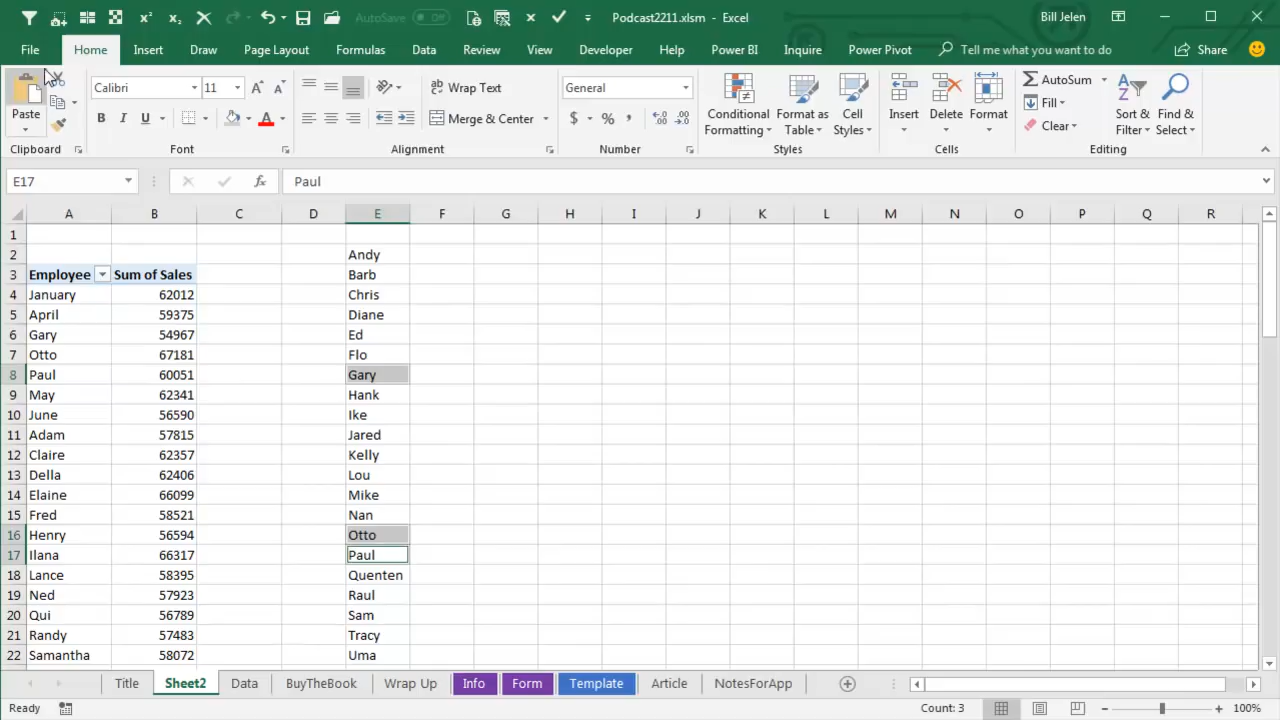 x² x₂ AutoSave Off Podcast2211.xlsm - Excel Bill Jelen
File Home Insert Draw Page Layout Formulas Data Review View Developer Help Power BI Inquire Power Pivot Tell me what you want to do Share
Calibri 11 A A Wrap Text General AutoSum
Fill
Paste B I U A Merge & Center $ % , Conditional Formatting Format as Table Cell Styles Insert Delete Format Clear Sort & Filter Find & Select
Clipboard Font Alignment Number Styles Cells Editing
E17 fx Paul
A B C D E F G H I J K L M N O P Q R
1
2 Andy
3 Employee Sum of Sales Barb
4 January 62012 Chris
5 April 59375 Diane
6 Gary 54967 Ed
7 Otto 67181 Flo
8 Paul 60051 Gary
9 May 62341 Hank
10 June 56590 Ike
11 Adam 57815 Jared
12 Claire 62357 Kelly
13 Della 62406 Lou
14 Elaine 66099 Mike
15 Fred 58521 Nan
16 Henry 56594 Otto
17 Ilana 66317 Paul
18 Lance 58395 Quenten
19 Ned 57923 Raul
20 Qui 56789 Sam
21 Randy 57483 Tracy
22 Samantha 58072 Uma
Title Sheet2 Data BuyTheBook Wrap Up Info Form Template Article NotesForApp
Ready Count: 3 100%